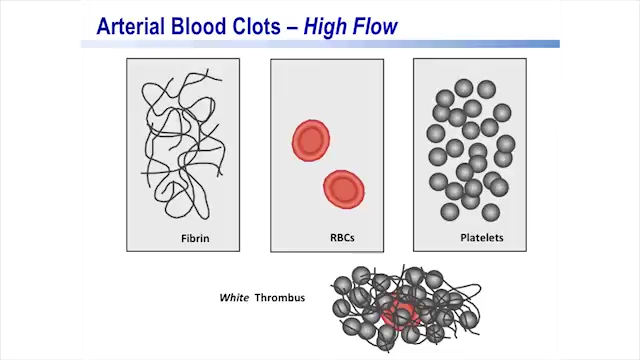 Arterial Blood Clots – High Flow
Fibrin
RBCs
Platelets
White Thrombus